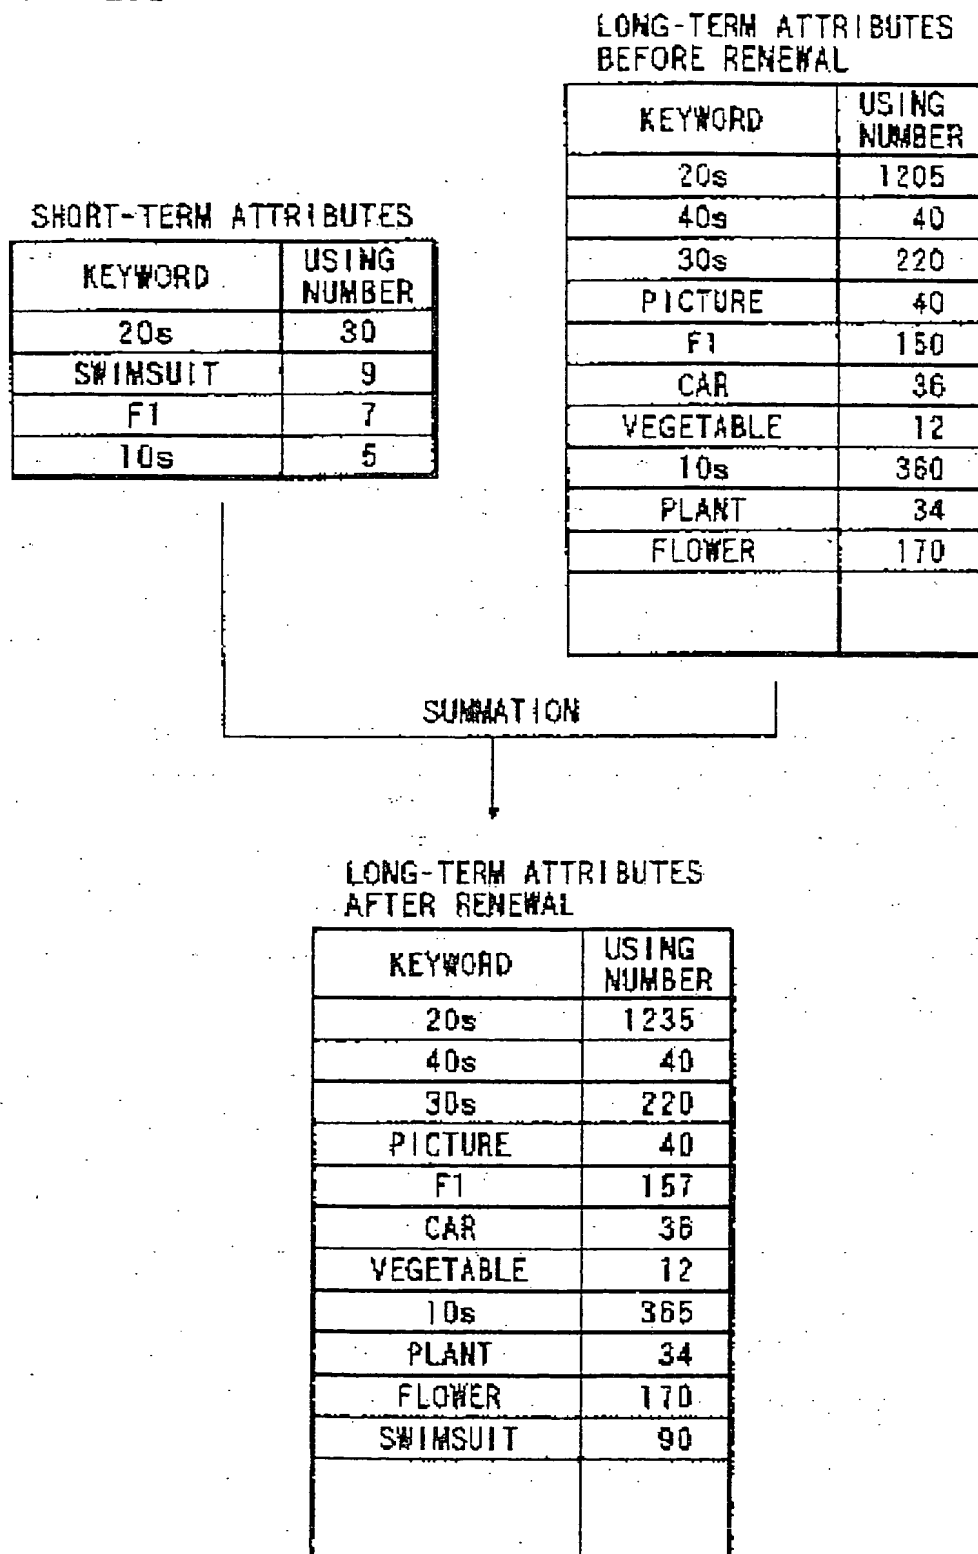 LONG-TERM ATTRIBUTES
BEFORE RENEWAL
KEYWORD USING NUMBER
20s 1205
40s 40
30s 220
PICTURE 40
F1 150
CAR 36
VEGETABLE 12
10s 360
PLANT 34
FLOWER 170
SHORT-TERM ATTRIBUTES
KEYWORD USING NUMBER
20s 30
SWIMSUIT 9
F1 7
10s 5
SUMMATION
LONG-TERM ATTRIBUTES
AFTER RENEWAL
KEYWORD USING NUMBER
20s 1235
40s 40
30s 220
PICTURE 40
F1 157
CAR 36
VEGETABLE 12
10s 365
PLANT 34
FLOWER 170
SWIMSUIT 90